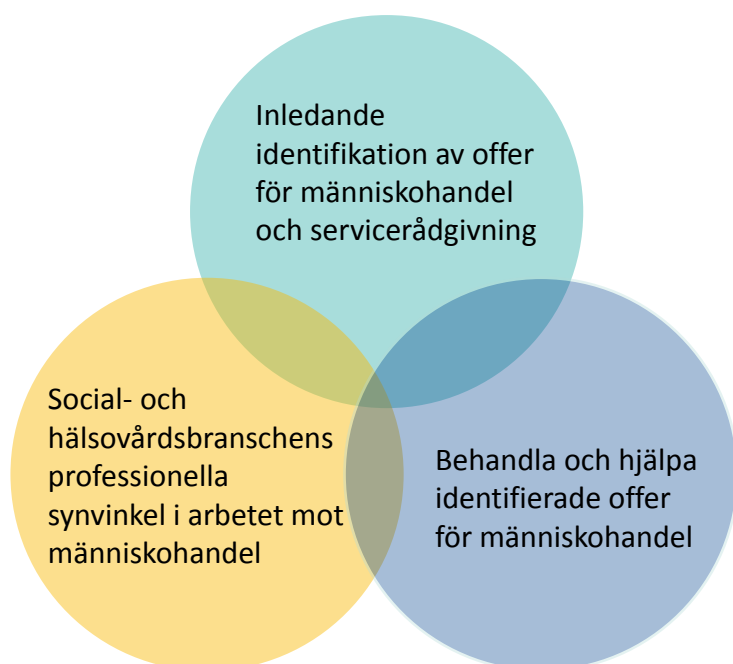 Inledande
identifikation av offer
för människohandel
och servicerådgivning
Social- och
hälsovårdsbranschens
professionella
synvinkel i arbetet mot
människohandel
Behandla och hjälpa
identifierade offer
för människohandel